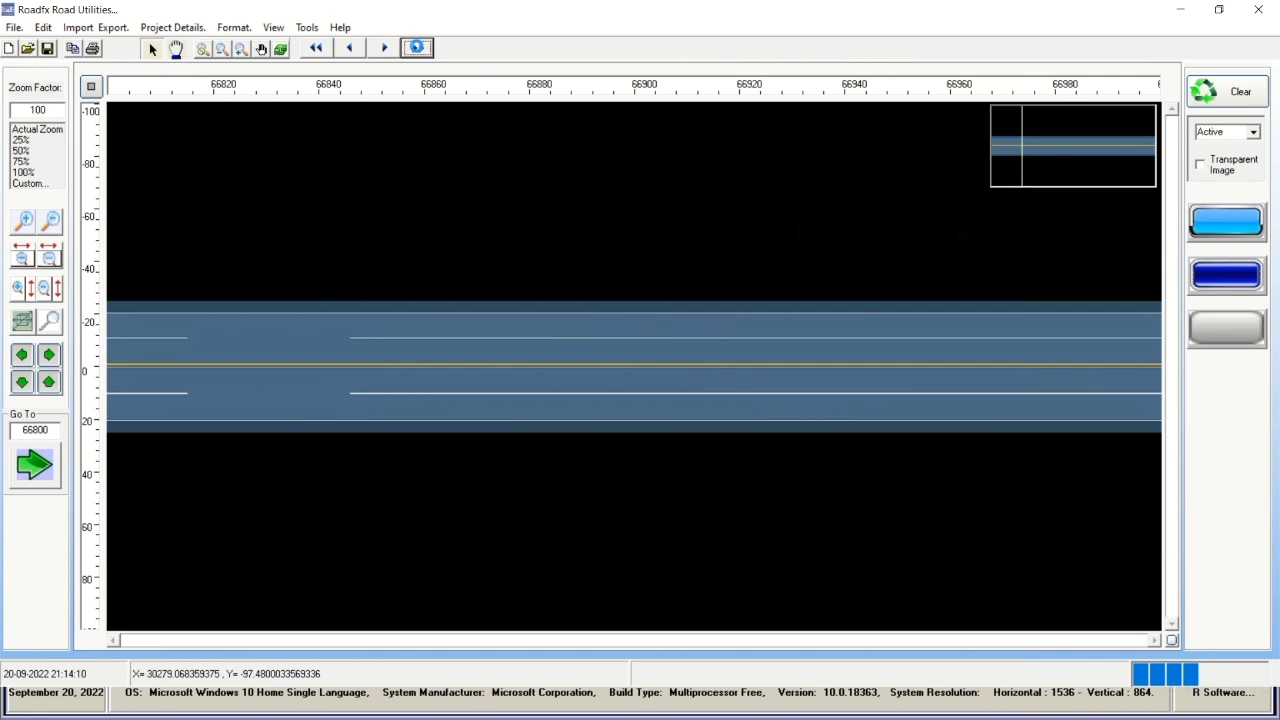 Roadfx Road Utilities...
File. Edit Import Export. Project Details. Format. View Tools Help
Zoom Factor:
100
Actual Zoom
25%
50%
75%
100%
Custom...
Go To
66800
66820 66840 66860 66880 66900 66920 66940 66960 66980
-100
-80
-60
-40
-20
0
20
40
60
80
Clear
Active
Transparent
Image
20-09-2022 21:14:10 X= 30279.068359375 , Y= -97.4800033569336
September 20, 2022 OS: Microsoft Windows 10 Home Single Language, System Manufacturer: Microsoft Corporation, Build Type: Multiprocessor Free, Version: 10.0.18363, System Resolution: Horizontal : 1536 - Vertical : 864. R Software...